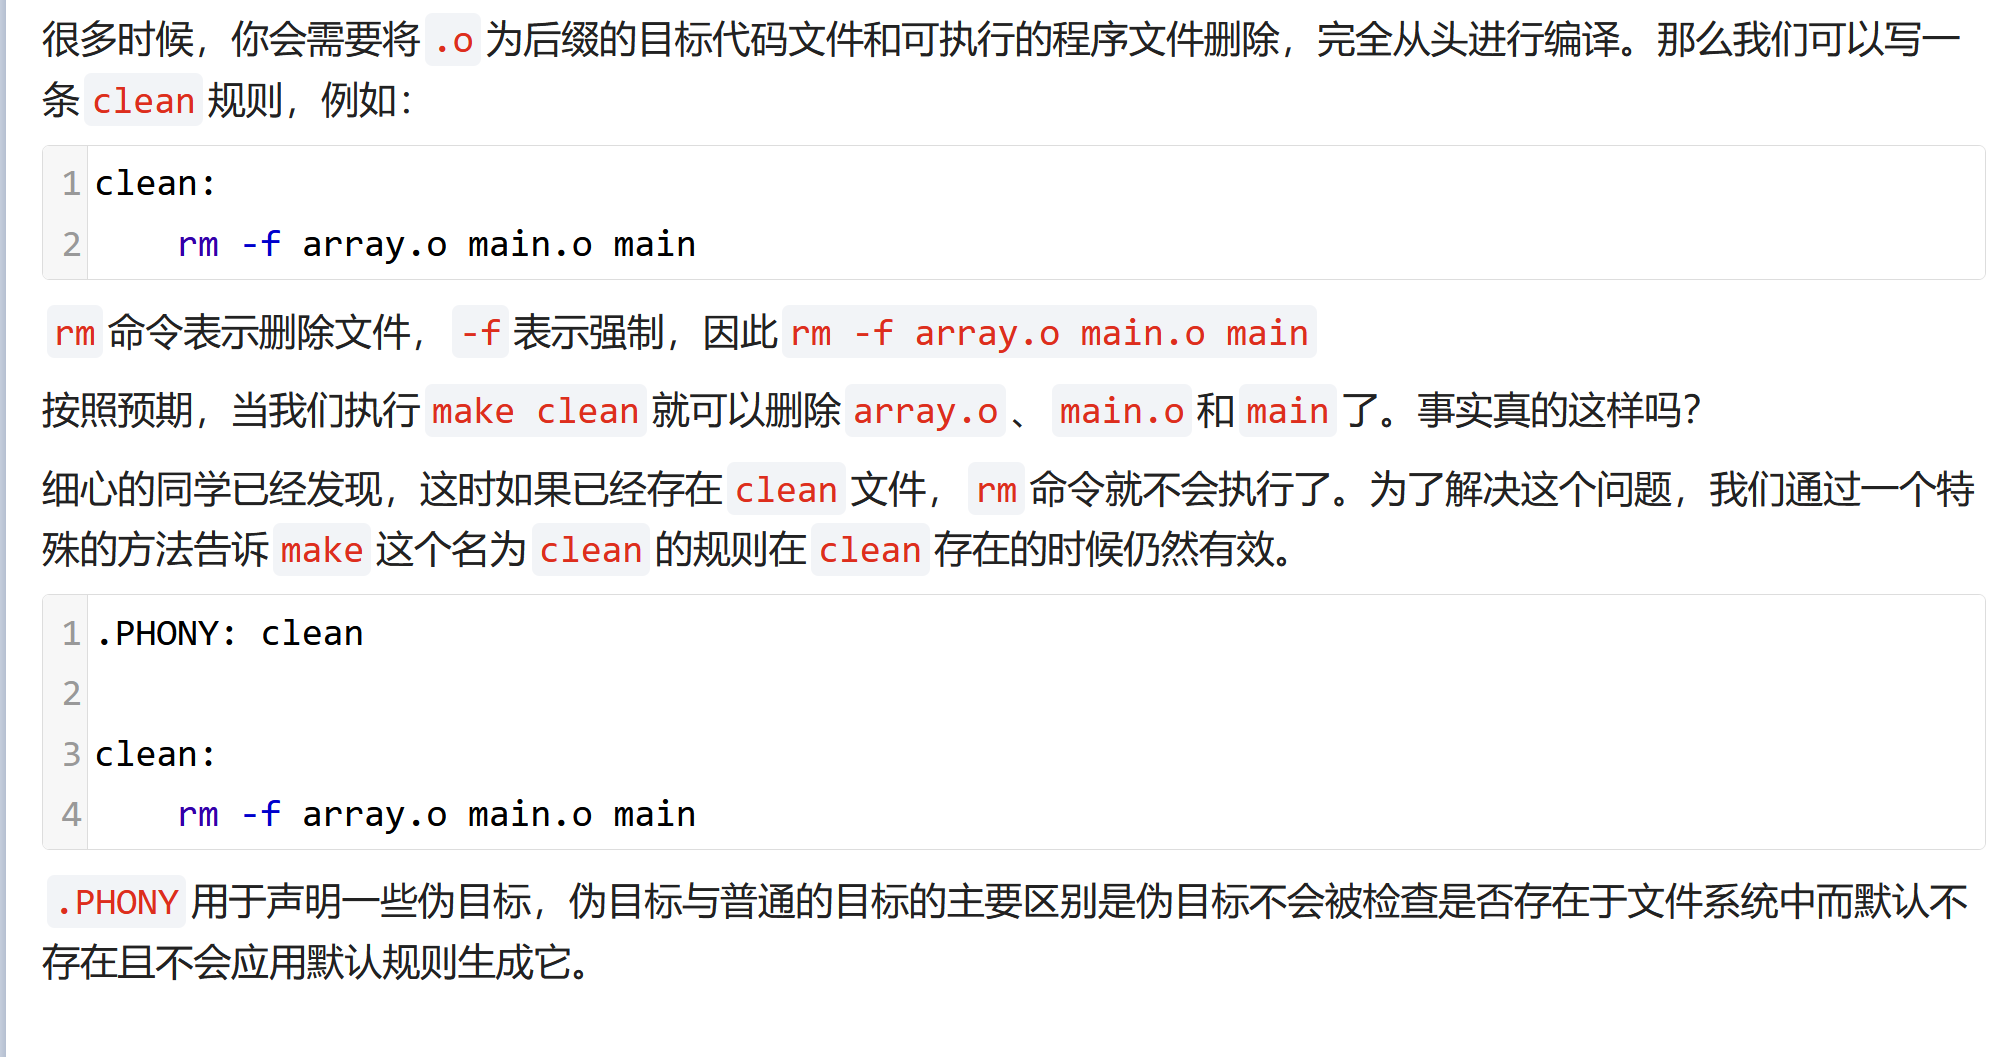 很多时候，你会需要将 .o 为后缀的目标代码文件和可执行的程序文件删除，完全从头进行编译。那么我们可以写一
条 clean 规则，例如：
1 clean:
2     rm -f array.o main.o main
rm 命令表示删除文件， -f 表示强制，因此 rm -f array.o main.o main
按照预期，当我们执行 make clean 就可以删除 array.o 、 main.o 和 main 了。事实真的这样吗？
细心的同学已经发现，这时如果已经存在 clean 文件， rm 命令就不会执行了。为了解决这个问题，我们通过一个特
殊的方法告诉 make 这个名为 clean 的规则在 clean 存在的时候仍然有效。
1 .PHONY: clean
2
3 clean:
4     rm -f array.o main.o main
.PHONY 用于声明一些伪目标，伪目标与普通的目标的主要区别是伪目标不会被检查是否存在于文件系统中而默认不
存在且不会应用默认规则生成它。